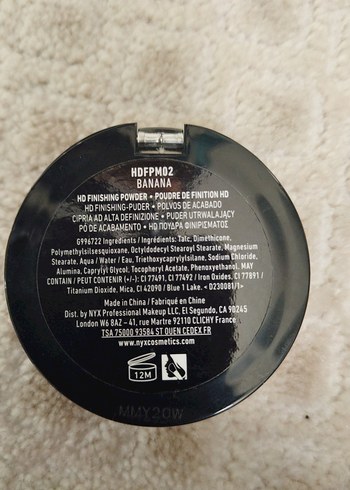 HDFPM02
BANANA
HD FINISHING POWDER • POUDRE DE FINITION HD
HD FINISHING-PUDER • POLVOS DE ACABADO
CIPRIA AD ALTA DEFINIZIONE • PUDER UTRWALAJĄCY
PÓ DE ACABAMENTO • HD ΠΟΥΔΡΑ ΦΙΝΙΡΙΣΜΑΤΟΣ
G996722 Ingredients / Ingrédients: Talc, Dimethicone,
Polymethylsilsesquioxane, Octyldodecyl Stearoyl Stearate, Magnesium
Stearate, Aqua / Water / Eau, Triethoxycaprylylsilane, Sodium Chloride,
Alumina, Caprylyl Glycol, Tocopheryl Acetate, Phenoxyethanol. MAY
CONTAIN / PEUT CONTENIR (+/-): CI 77491, CI 77492 / Iron Oxides, CI 77891 /
Titanium Dioxide, Mica, CI 42090 / Blue 1 Lake. < D230081/1>
Made in China / Fabriqué en Chine
Dist. by NYX Professional Makeup LLC, El Segundo, CA 90245
London W6 8AZ - 41, rue Martre 92110 CLICHY France
TSA 75000 93584 ST OUEN CEDEX FR
www.nyxcosmetics.com
12M
MMY20W